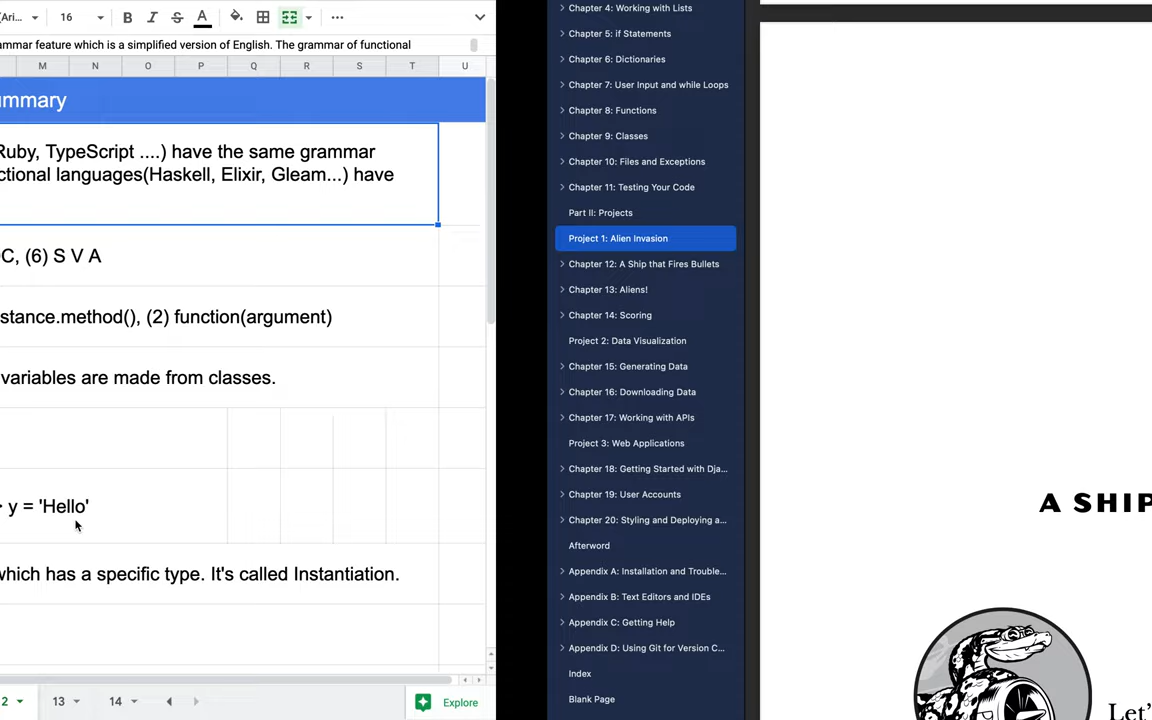 (Ari...
16
B
I
S
A
ammar feature which is a simplified version of English. The grammar of functional
M N O P Q R S T U
ummary
Ruby, TypeScript ....) have the same grammar
ctional languages(Haskell, Elixir, Gleam...) have
C, (6) S V A
stance.method(), (2) function(argument)
variables are made from classes.
> y = 'Hello'
which has a specific type. It's called Instantiation.
2
13
14
Explore
Chapter 4: Working with Lists
Chapter 5: if Statements
Chapter 6: Dictionaries
Chapter 7: User Input and while Loops
Chapter 8: Functions
Chapter 9: Classes
Chapter 10: Files and Exceptions
Chapter 11: Testing Your Code
Part II: Projects
Project 1: Alien Invasion
Chapter 12: A Ship that Fires Bullets
Chapter 13: Aliens!
Chapter 14: Scoring
Project 2: Data Visualization
Chapter 15: Generating Data
Chapter 16: Downloading Data
Chapter 17: Working with APIs
Project 3: Web Applications
Chapter 18: Getting Started with Dja...
Chapter 19: User Accounts
Chapter 20: Styling and Deploying a...
Afterword
Appendix A: Installation and Trouble...
Appendix B: Text Editors and IDEs
Appendix C: Getting Help
Appendix D: Using Git for Version C...
Index
Blank Page
A SHIP
Let'